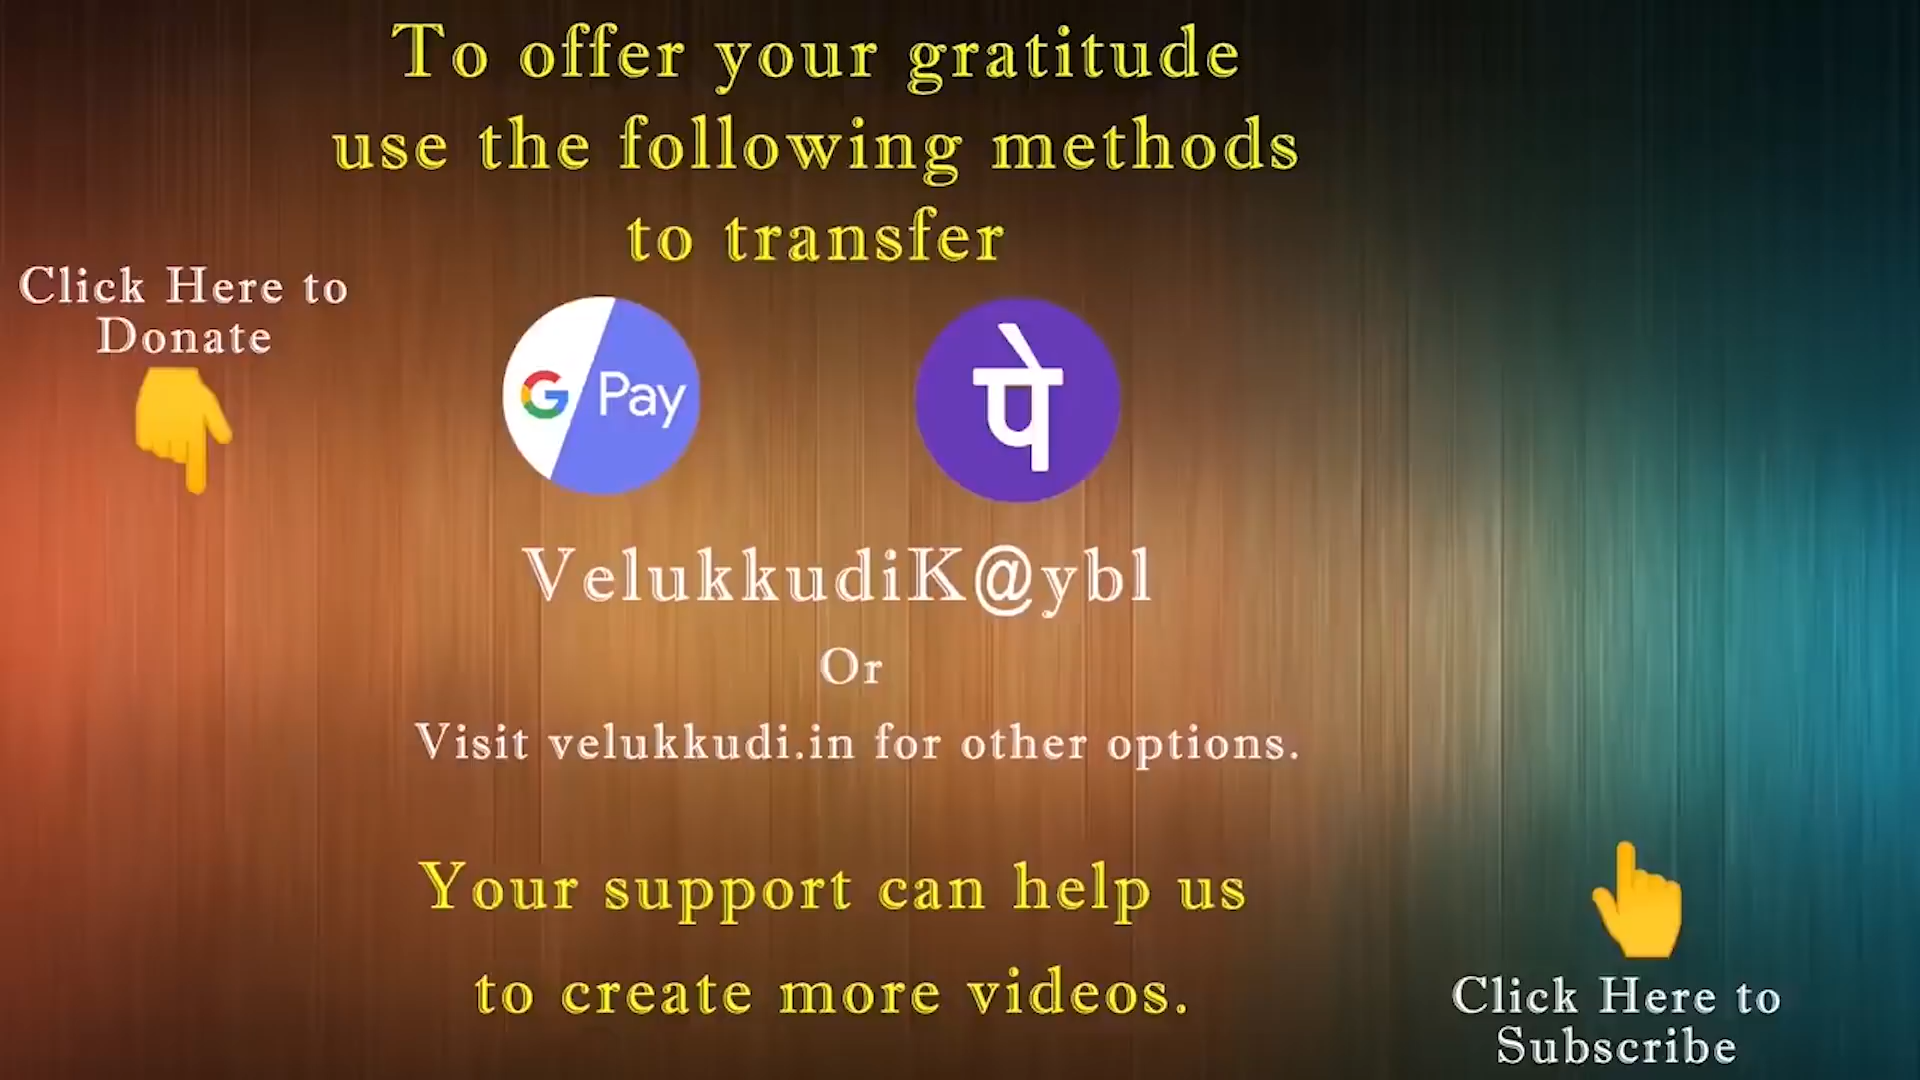 To offer your gratitude
use the following methods
to transfer
Click Here to
Donate
G Pay
पे
VelukkudiK@ybl
Or
Visit velukkudi.in for other options.
Your support can help us
to create more videos.
Click Here to
Subscribe